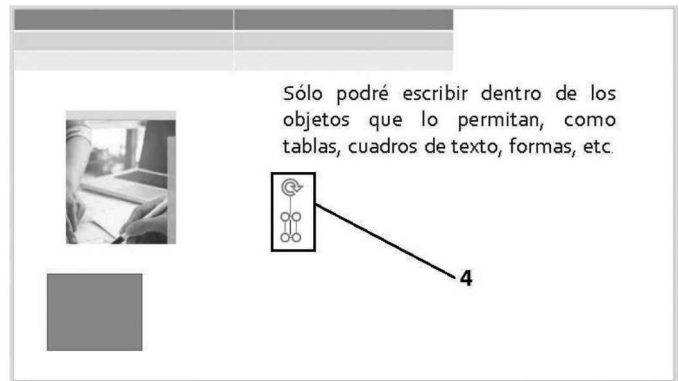 Sólo podré escribir dentro de los
objetos que lo permitan, como
tablas, cuadros de texto, formas, etc.
4